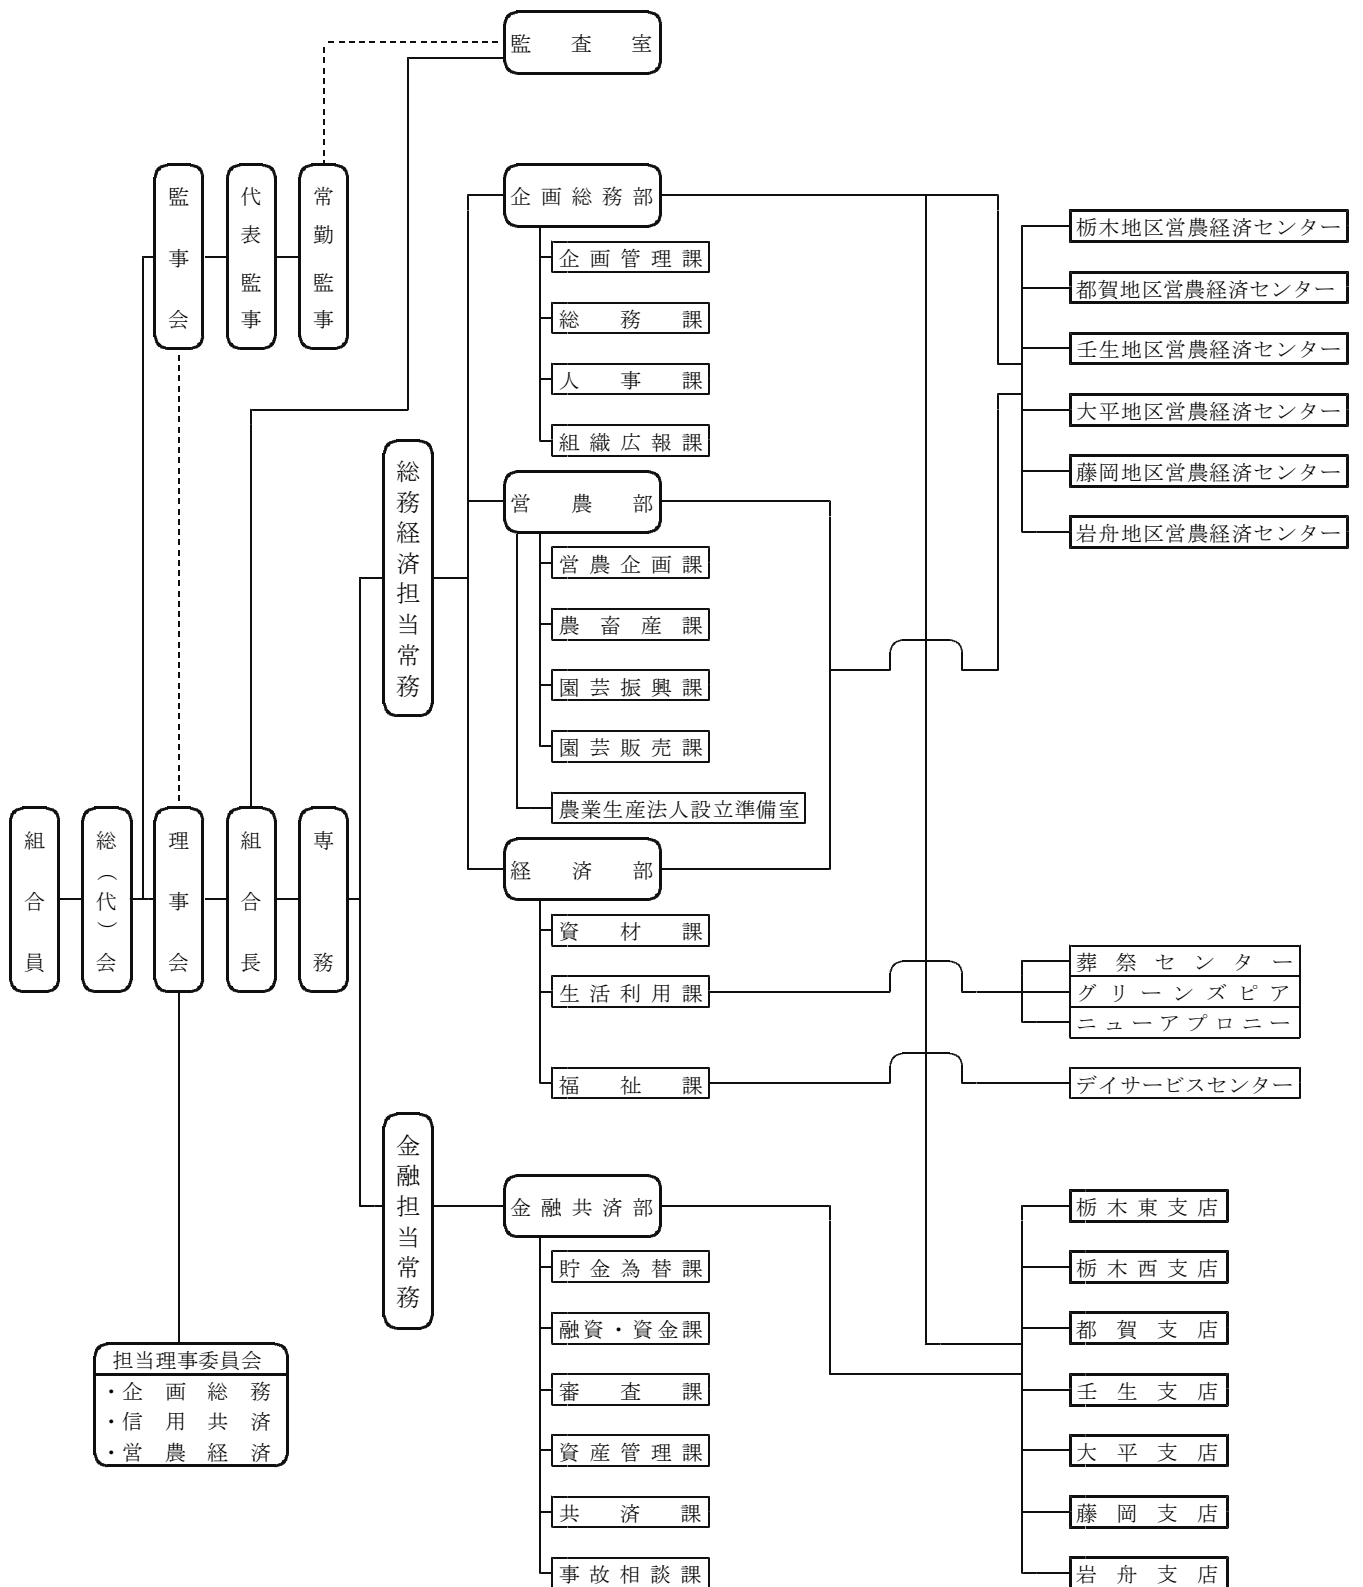 監査室
監事会
代表監事
常勤監事
企画総務部
企画管理課
総務課
人事課
組織広報課
栃木地区営農経済センター
都賀地区営農経済センター
壬生地区営農経済センター
大平地区営農経済センター
藤岡地区営農経済センター
岩舟地区営農経済センター
総務経済担当常務
営農部
営農企画課
農畜産課
園芸振興課
園芸販売課
農業生産法人設立準備室
組合員
総（代）会
理事会
組合長
専務
経済部
資材課
生活利用課
福祉課
葬祭センター
グリーンズピア
ニューアプロニー
デイサービスセンター
金融担当常務
金融共済部
貯金為替課
融資・資金課
審査課
資産管理課
共済課
事故相談課
栃木東支店
栃木西支店
都賀支店
壬生支店
大平支店
藤岡支店
岩舟支店
担当理事委員会
・企画総務
・信用共済
・営農経済